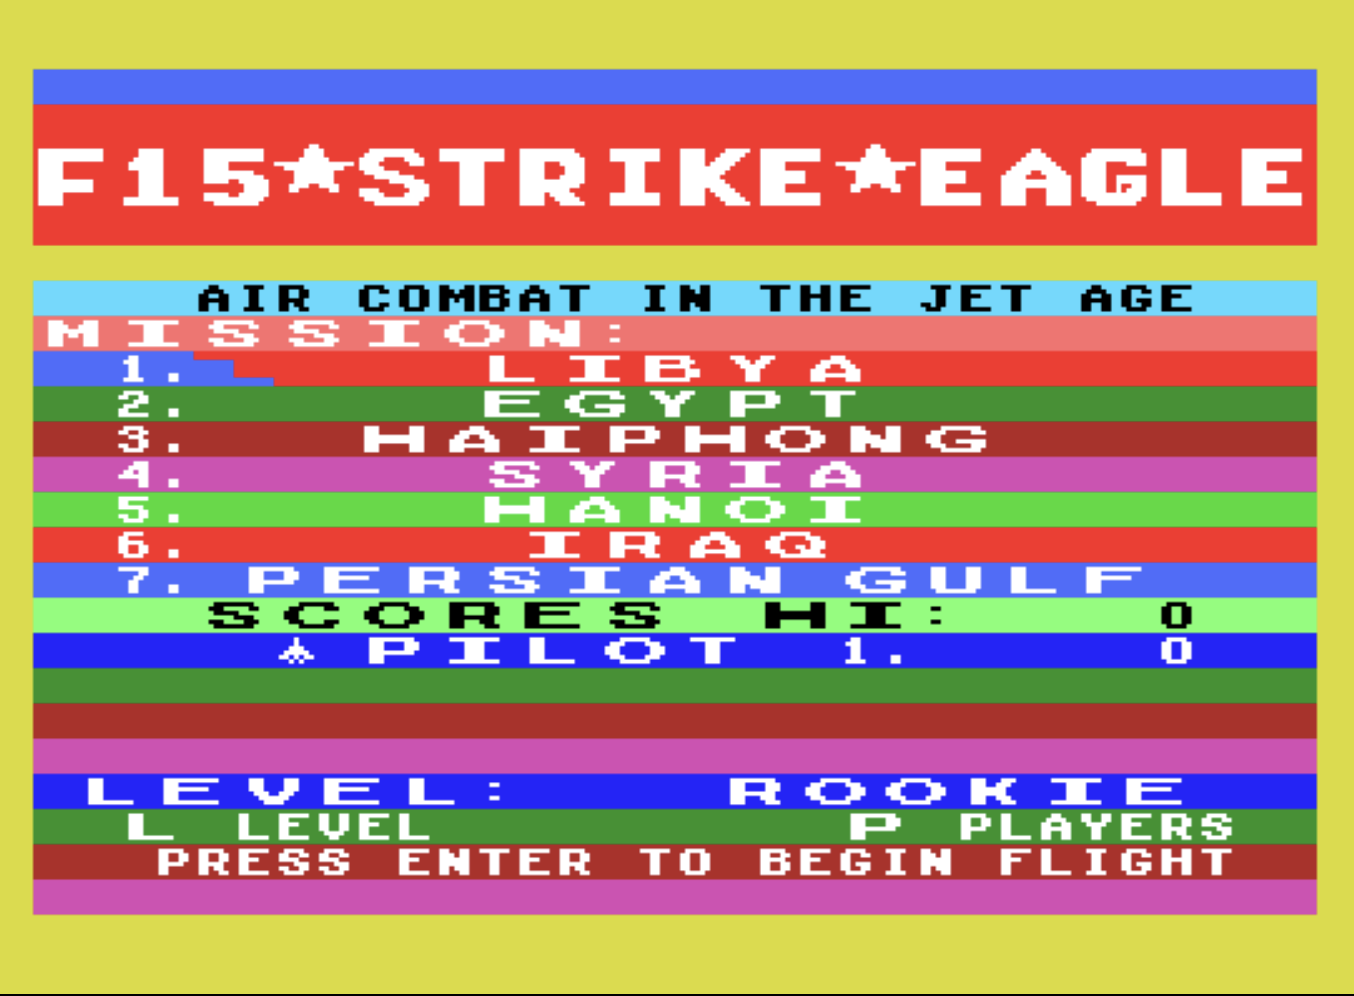 F15★STRIKE★EAGLE
AIR COMBAT IN THE JET AGE
MISSION:
1. LIBYA
2. EGYPT
3. HAIPHONG
4. SYRIA
5. HANOI
6. IRAQ
7. PERSIAN GULF
SCORES HI: 0
PILOT 1. 0
LEVEL: ROOKIE
L LEVEL P PLAYERS
PRESS ENTER TO BEGIN FLIGHT